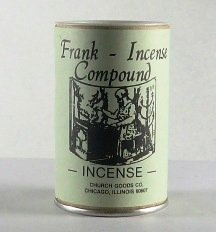 Frank - Incense
Compound
- INCENSE -
CHURCH GOODS CO.
CHICAGO, ILLINOIS 60607